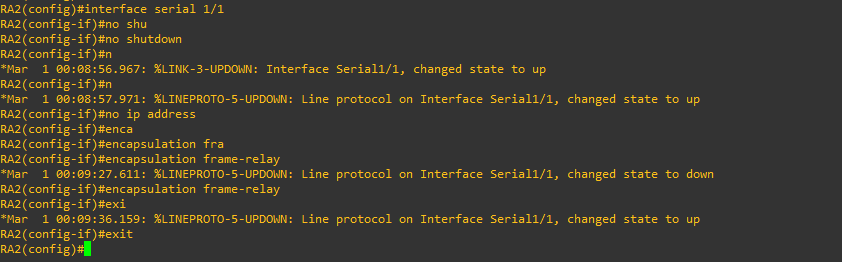 RA2(config)#interface serial 1/1
RA2(config-if)#no shu
RA2(config-if)#no shutdown
RA2(config-if)#n
*Mar  1 00:08:56.967: %LINK-3-UPDOWN: Interface Serial1/1, changed state to up
RA2(config-if)#n
*Mar  1 00:08:57.971: %LINEPROTO-5-UPDOWN: Line protocol on Interface Serial1/1, changed state to up
RA2(config-if)#no ip address
RA2(config-if)#enca
RA2(config-if)#encapsulation fra
RA2(config-if)#encapsulation frame-relay
*Mar  1 00:09:27.611: %LINEPROTO-5-UPDOWN: Line protocol on Interface Serial1/1, changed state to down
RA2(config-if)#encapsulation frame-relay
RA2(config-if)#exi
*Mar  1 00:09:36.159: %LINEPROTO-5-UPDOWN: Line protocol on Interface Serial1/1, changed state to up
RA2(config-if)#exit
RA2(config)#